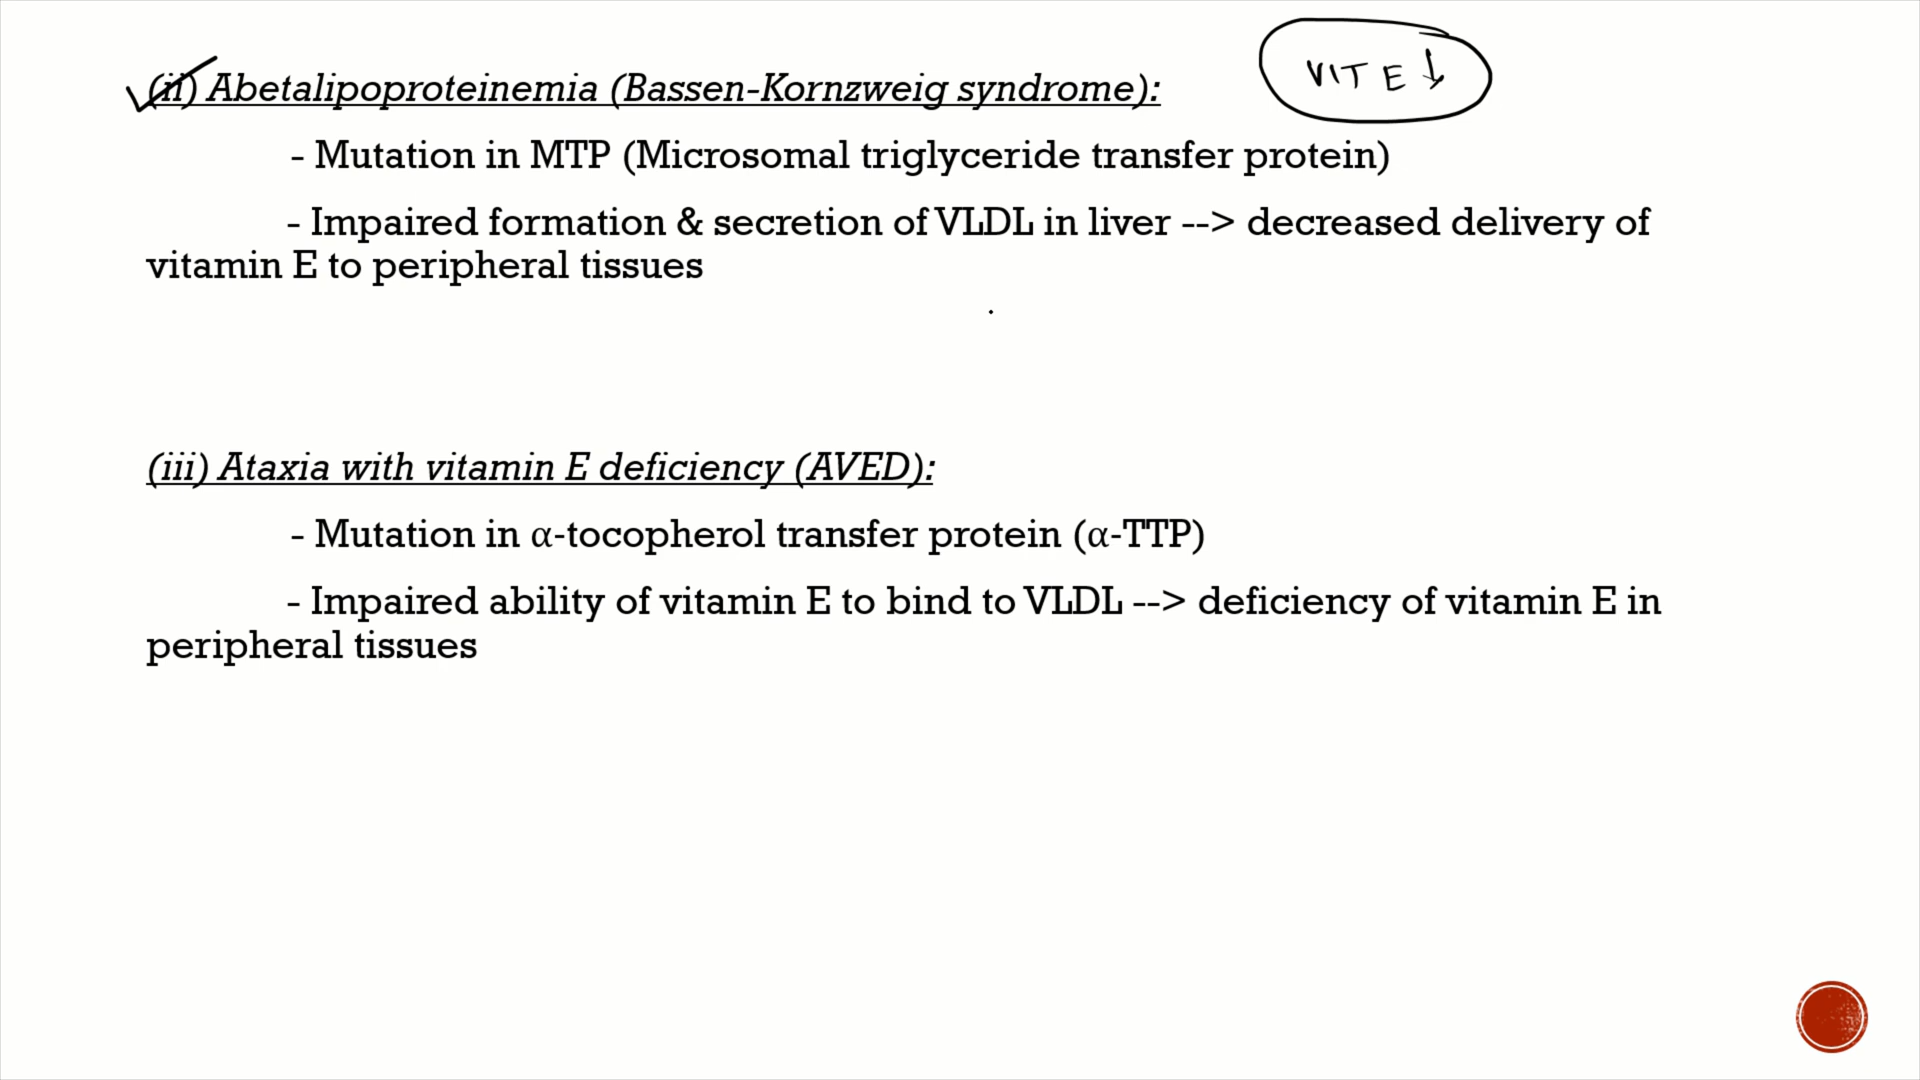 VIT E ↓
(ii) Abetalipoproteinemia (Bassen-Kornzweig syndrome):
- Mutation in MTP (Microsomal triglyceride transfer protein)
- Impaired formation & secretion of VLDL in liver --> decreased delivery of
vitamin E to peripheral tissues
(iii) Ataxia with vitamin E deficiency (AVED):
- Mutation in α-tocopherol transfer protein (α-TTP)
- Impaired ability of vitamin E to bind to VLDL --> deficiency of vitamin E in
peripheral tissues